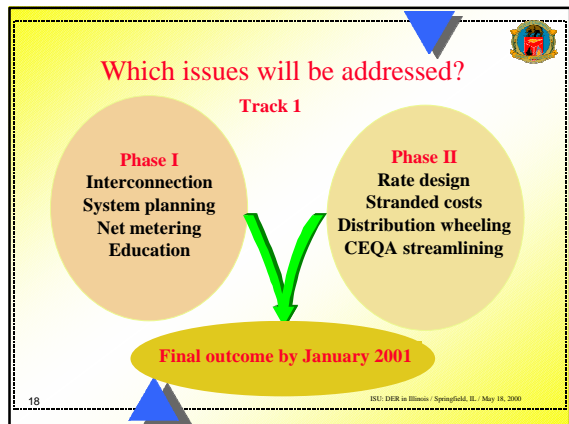 Which issues will be addressed?
Track 1
Phase I
Interconnection
System planning
Net metering
Education
Phase II
Rate design
Stranded costs
Distribution wheeling
CEQA streamlining
Final outcome by January 2001
18
ISU: DER in Illinois / Springfield, IL / May 18, 2000